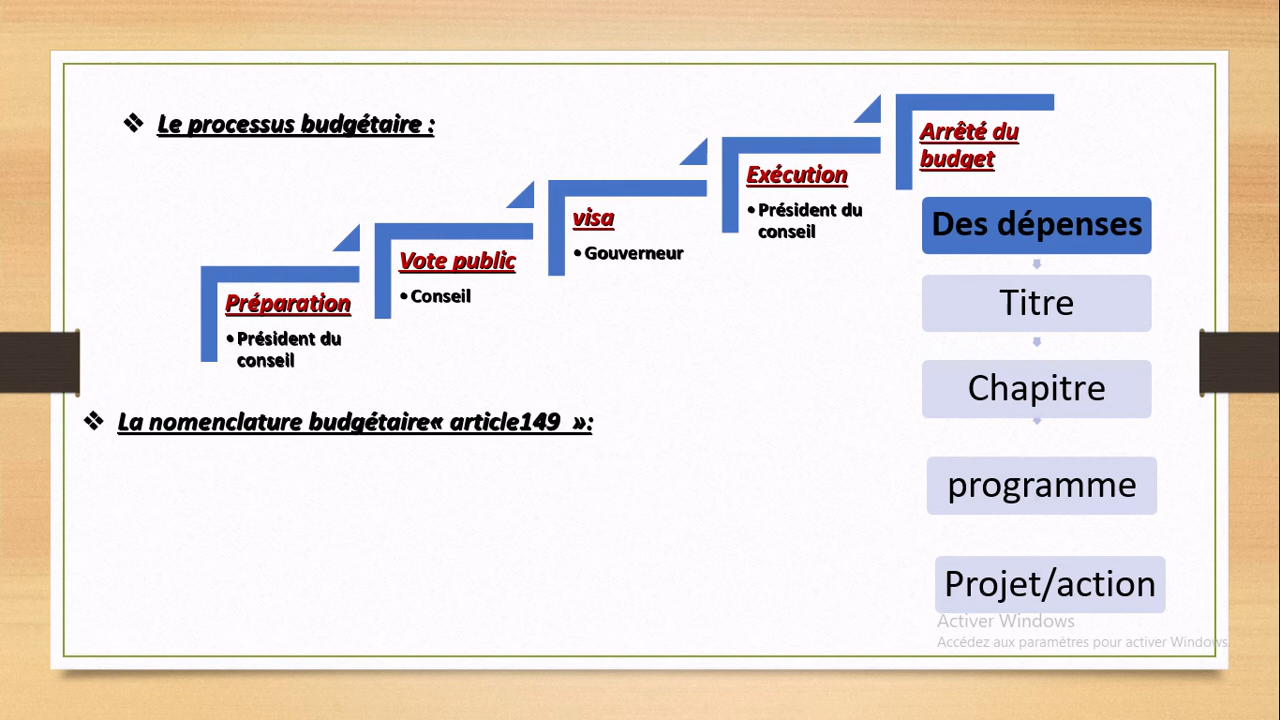 ❖ Le processus budgétaire :
Préparation
• Président du
conseil
Vote public
• Conseil
visa
• Gouverneur
Exécution
• Président du
conseil
Arrêté du
budget
❖ La nomenclature budgétaire« article149  »:
Des dépenses
Titre
Chapitre
programme
Projet/action
Activer Windows
Accédez aux paramètres pour activer Windows.